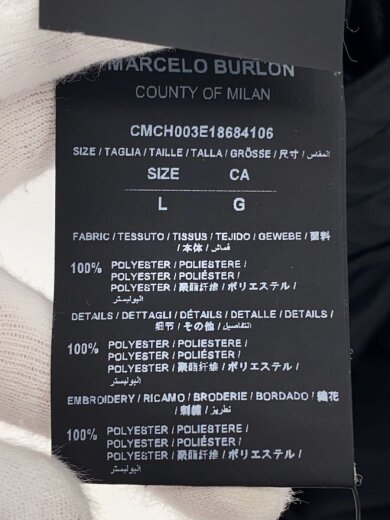 MARCELO BURLON
COUNTY OF MILAN
CMCH003E18684106
SIZE / TAGLIA / TAILLE / TALLA / GRÖSSE / 尺寸 / المقاس
SIZE CA
L G
FABRIC / TESSUTO / TISSUS / TEJIDO / GEWEBE / 面料
/ 本体 / قماش
100% POLYESTER / POLIESTERE /
POLYESTER / POLIÉSTER /
POLYESTER / 聚酯纤维 / ポリエステル /
البوليستر
DETAILS / DETTAGLI / DÉTAILS / DETALLE / DETAILS /
细节 / その他 / التفاصيل
100% POLYESTER / POLIESTERE /
POLYESTER / POLIÉSTER /
POLYESTER / 聚酯纤维 / ポリエステル /
البوليستر
EMBROIDERY / RICAMO / BRODERIE / BORDADO / 繡花
/ 刺繍 / تطريز
100% POLYESTER / POLIESTERE /
POLYESTER / POLIÉSTER /
POLYESTER / 聚酯纤维 / ポリエステル /
البوليستر